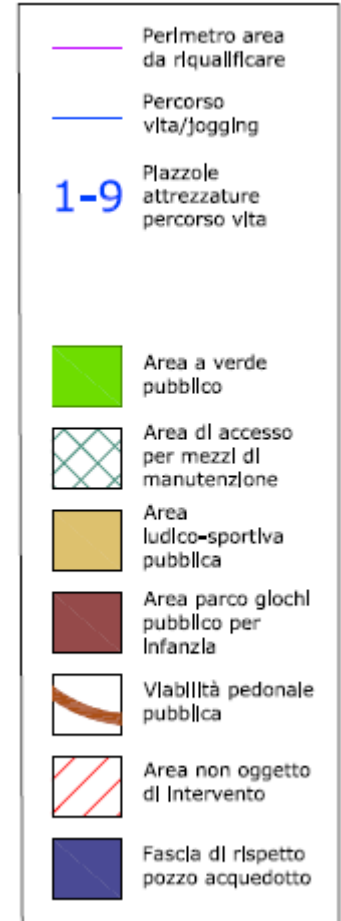 Perimetro area
da riqualificare
Percorso
vita/jogging
1-9
Piazzole
attrezzature
percorso vita
Area a verde
pubblico
Area di accesso
per mezzi di
manutenzione
Area
ludico-sportiva
pubblica
Area parco giochi
pubblico per
infanzia
Viabilità pedonale
pubblica
Area non oggetto
di intervento
Fascia di rispetto
pozzo acquedotto